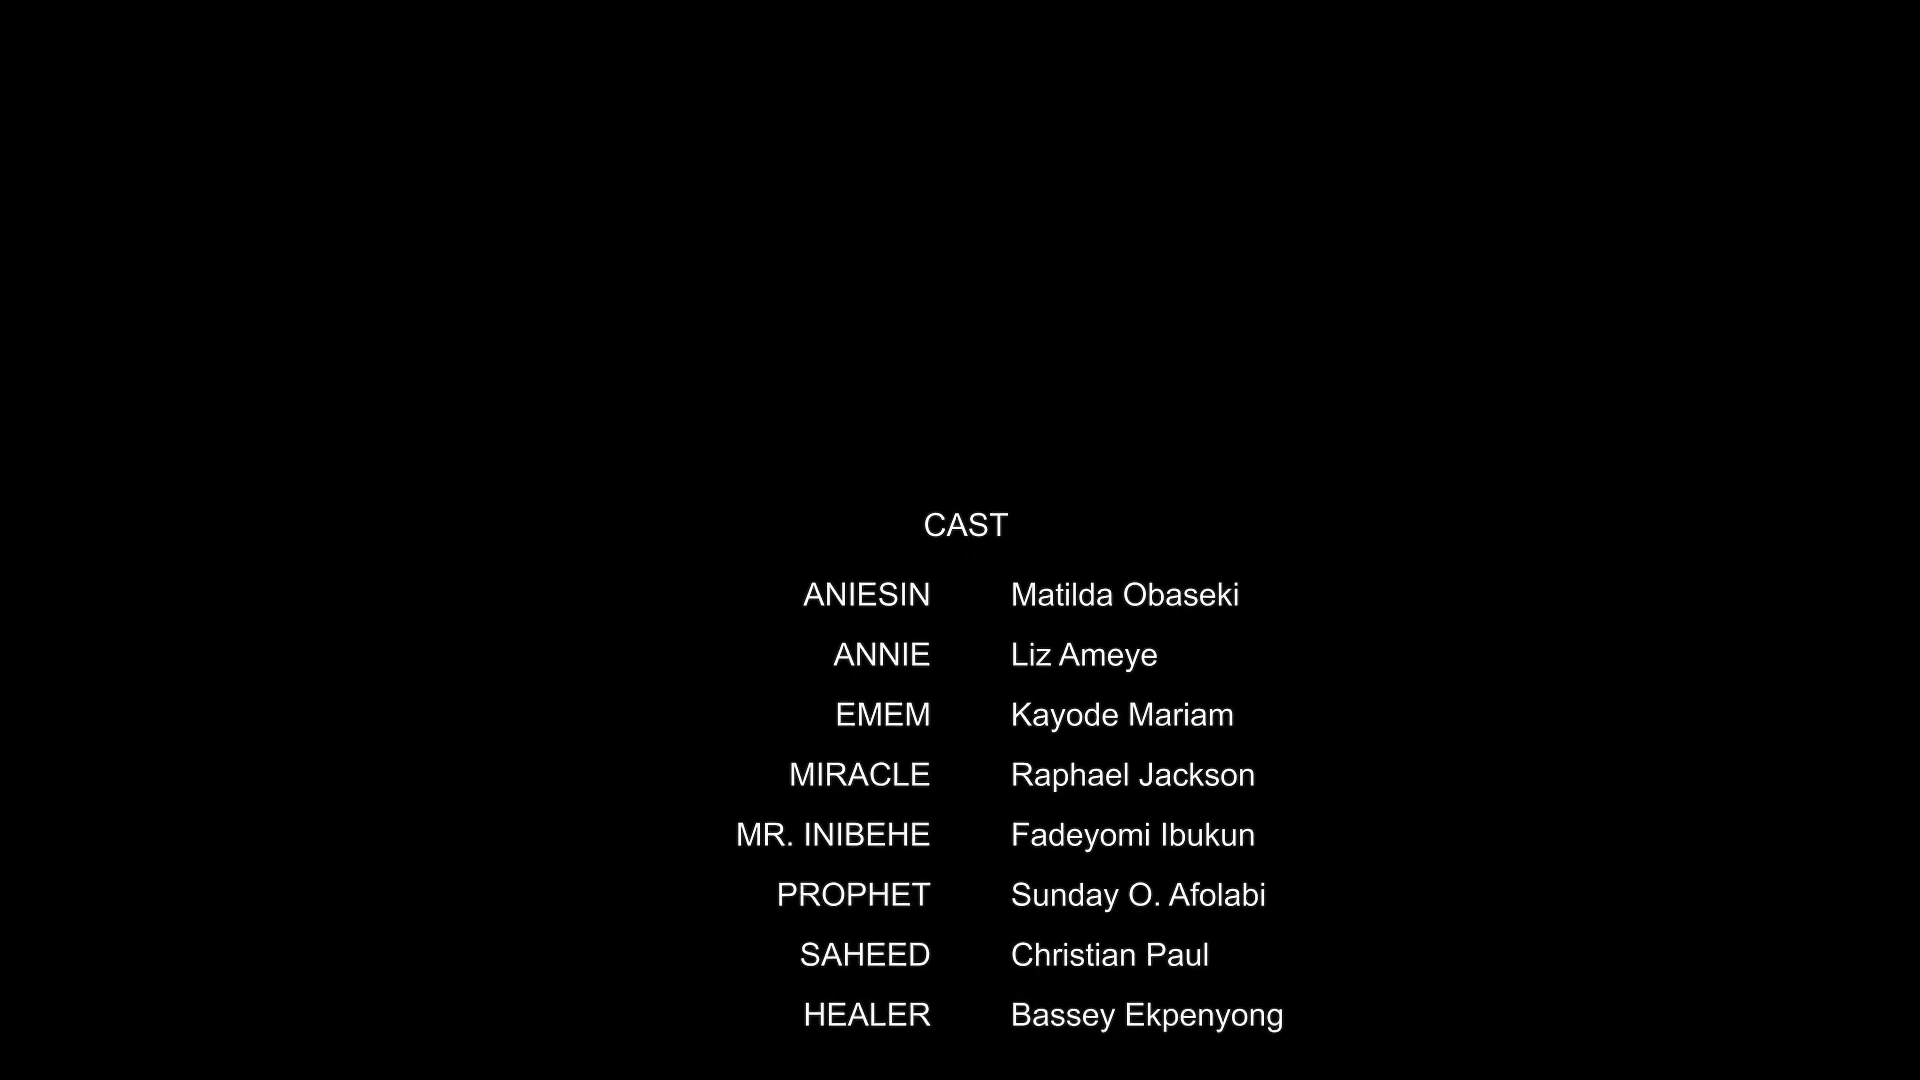 CAST
ANIESIN Matilda Obaseki
ANNIE Liz Ameye
EMEM Kayode Mariam
MIRACLE Raphael Jackson
MR. INIBEHE Fadeyomi Ibukun
PROPHET Sunday O. Afolabi
SAHEED Christian Paul
HEALER Bassey Ekpenyong